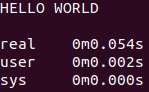 HELLO WORLD
real 0m0.054s
user 0m0.002s
sys 0m0.000s